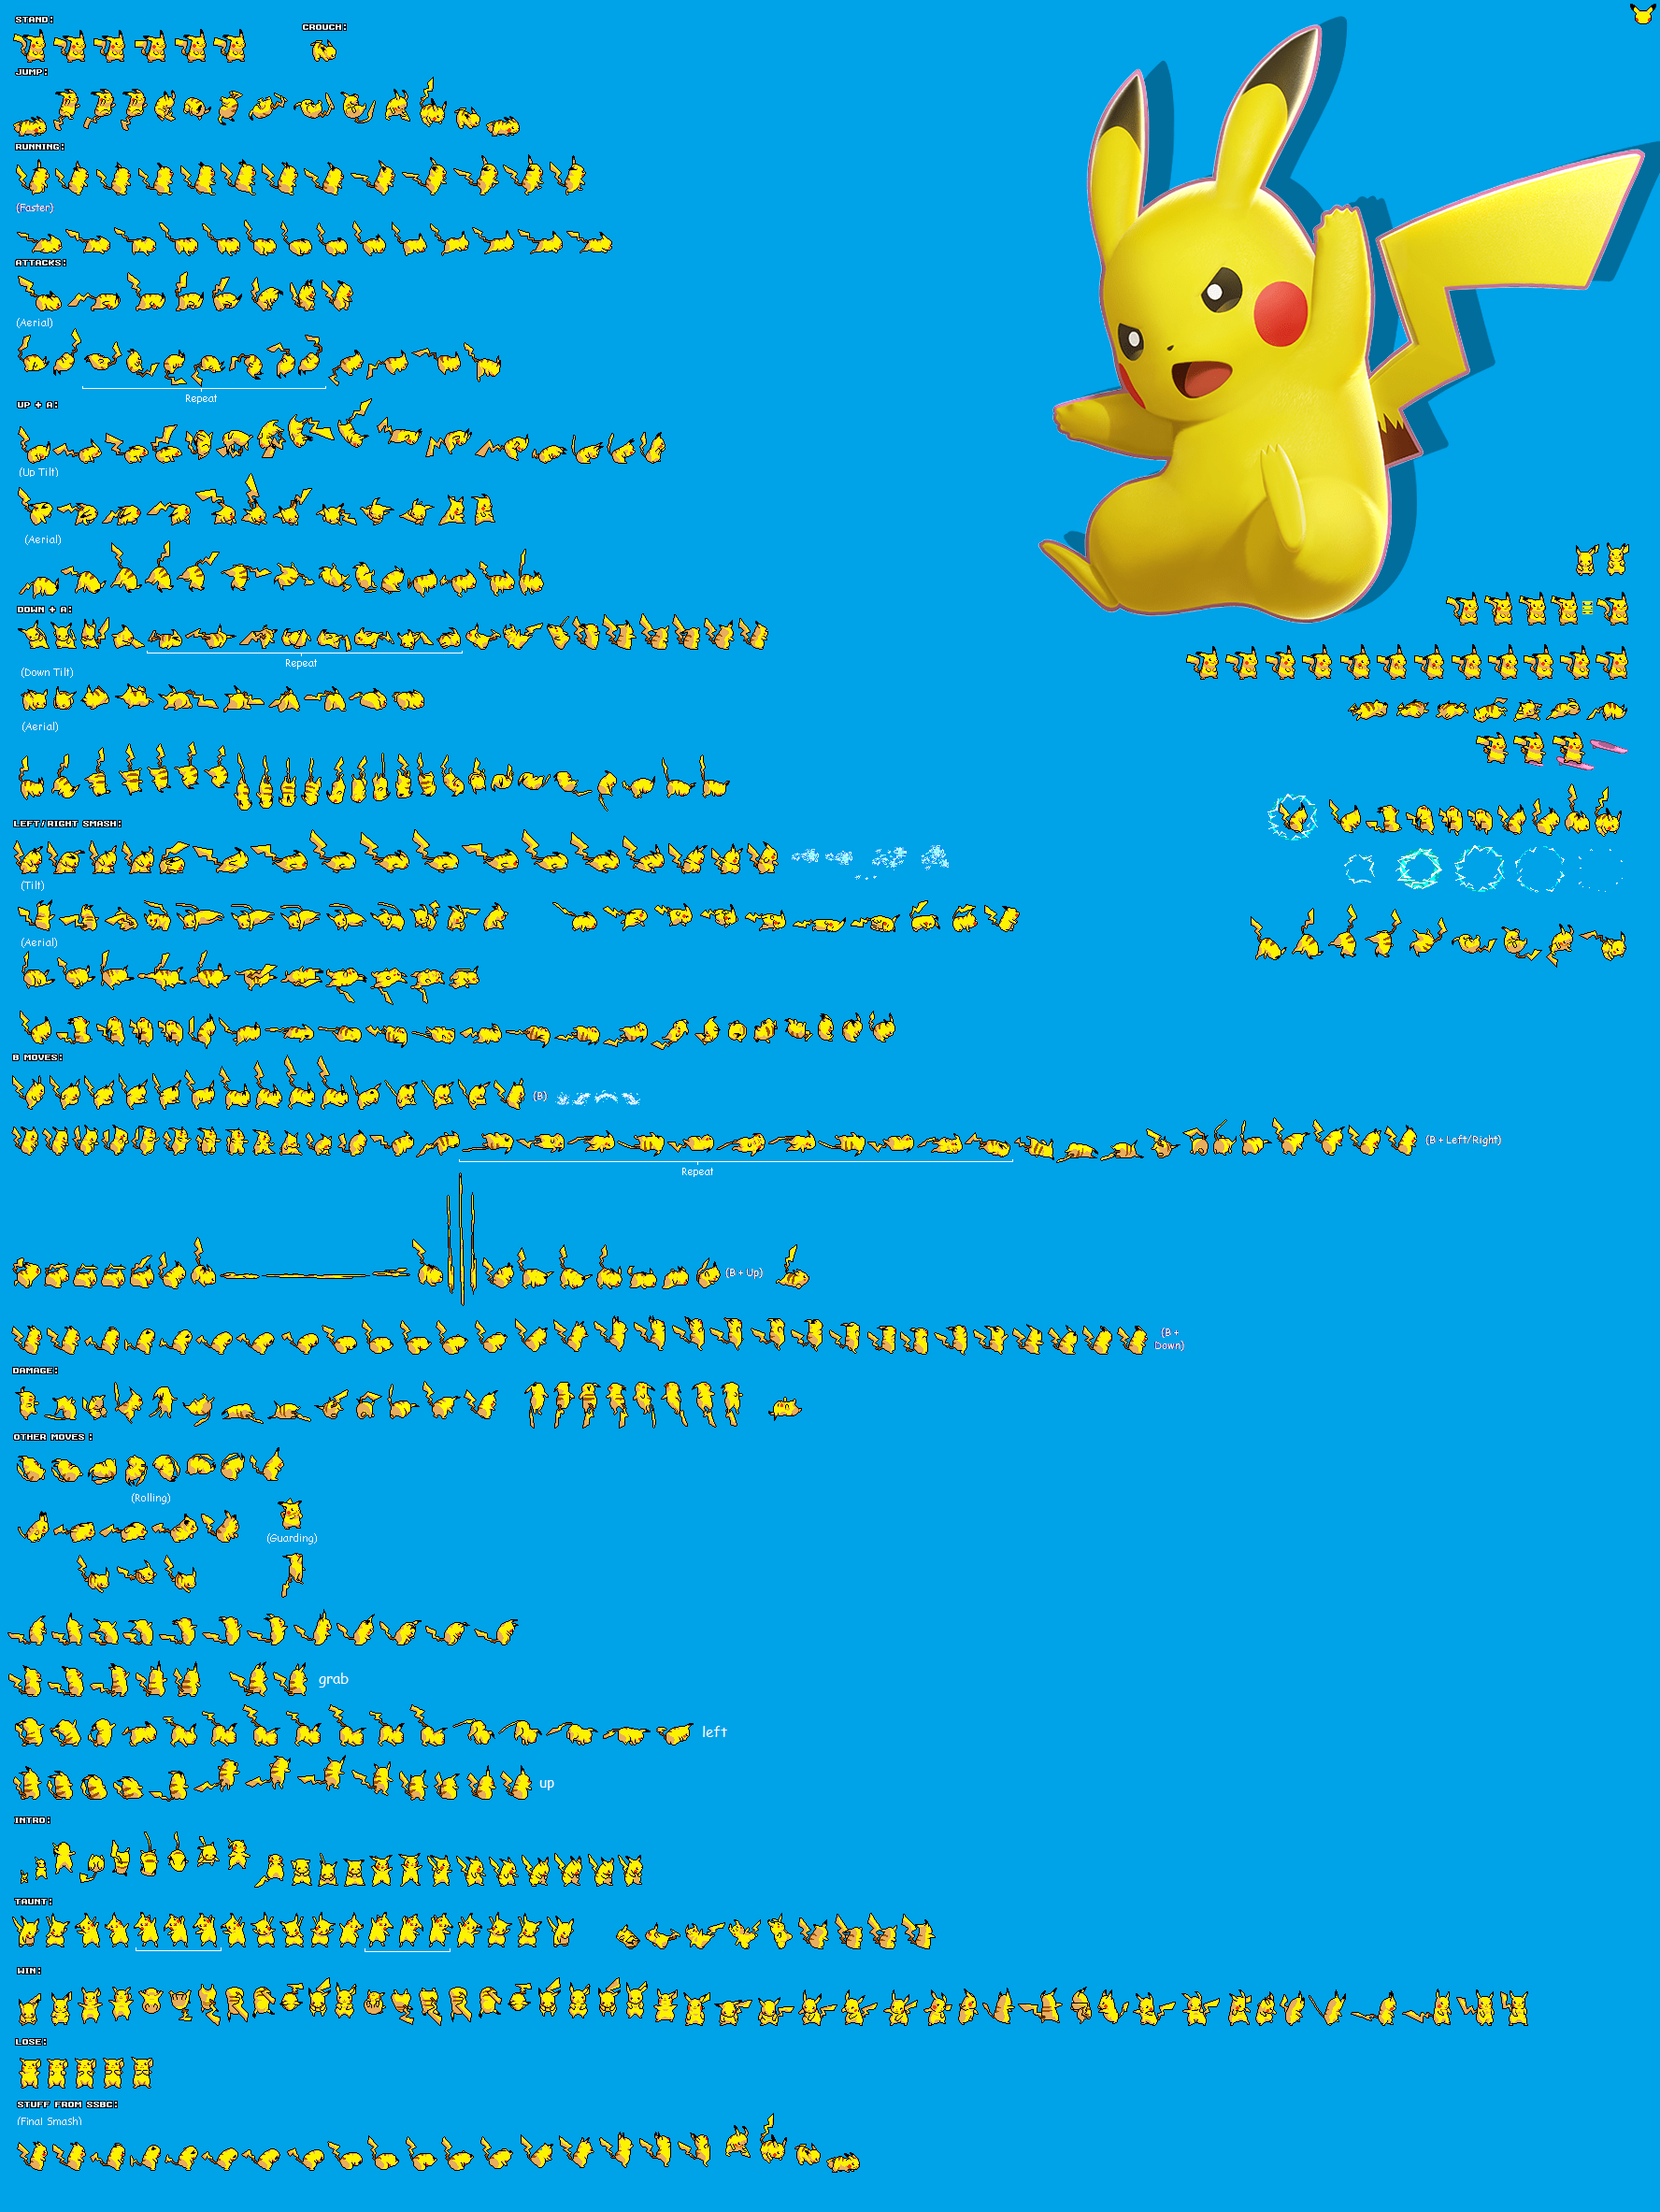 STAND:
CROUCH:
JUMP:
RUNNING:
(Faster)
ATTACKS:
(Aerial)
Repeat
UP + A:
(Up Tilt)
(Aerial)
DOWN + A:
Repeat
(Down Tilt)
(Aerial)
LEFT/RIGHT SMASH:
(Tilt)
(Aerial)
B MOVES:
(B)
(B + Left/Right)
Repeat
(B + Up)
(B +
Down)
DAMAGE:
OTHER MOVES :
(Rolling)
(Guarding)
grab
left
up
INTRO:
TAUNT:
WIN:
LOSE:
STUFF FROM SSBC:
(Final Smash)